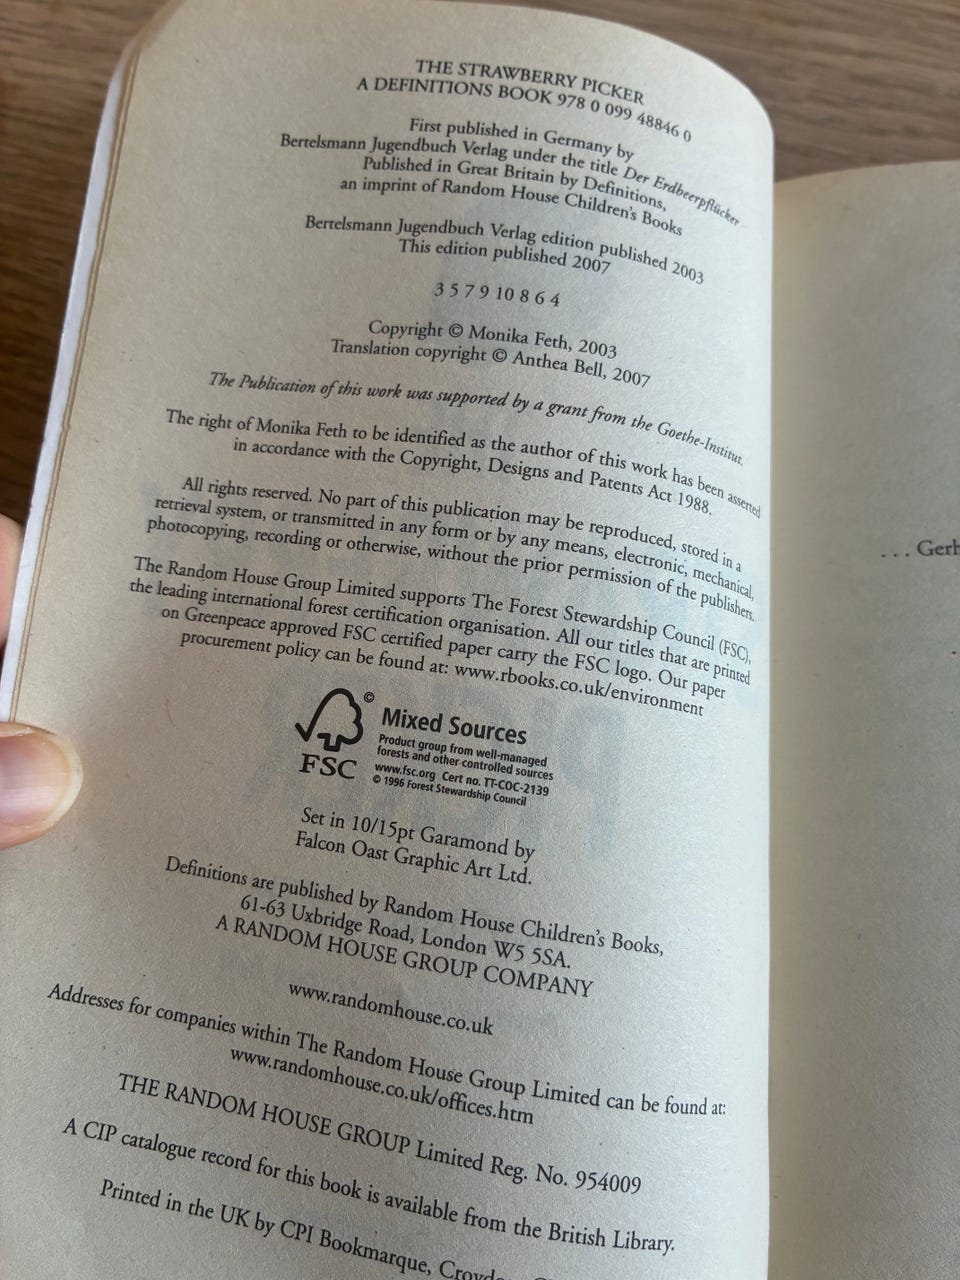 THE STRAWBERRY PICKER
A DEFINITIONS BOOK 978 0 099 48846 0
First published in Germany by
Bertelsmann Jugendbuch Verlag under the title Der Erdbeerpflücker
Published in Great Britain by Definitions,
an imprint of Random House Children's Books
Bertelsmann Jugendbuch Verlag edition published 2003
This edition published 2007
3 5 7 9 10 8 6 4
Copyright © Monika Feth, 2003
Translation copyright © Anthea Bell, 2007
The Publication of this work was supported by a grant from the Goethe-Institut.
The right of Monika Feth to be identified as the author of this work has been asserted
in accordance with the Copyright, Designs and Patents Act 1988.
All rights reserved. No part of this publication may be reproduced, stored in a
retrieval system, or transmitted in any form or by any means, electronic, mechanical,
photocopying, recording or otherwise, without the prior permission of the publishers.
The Random House Group Limited supports The Forest Stewardship Council (FSC),
the leading international forest certification organisation. All our titles that are printed
on Greenpeace approved FSC certified paper carry the FSC logo. Our paper
procurement policy can be found at: www.rbooks.co.uk/environment
©
FSC
Mixed Sources
Product group from well-managed
forests and other controlled sources
www.fsc.org Cert no. TT-COC-2139
© 1996 Forest Stewardship Council
Set in 10/15pt Garamond by
Falcon Oast Graphic Art Ltd.
Definitions are published by Random House Children's Books,
61-63 Uxbridge Road, London W5 5SA.
A RANDOM HOUSE GROUP COMPANY
www.randomhouse.co.uk
Addresses for companies within The Random House Group Limited can be found at:
www.randomhouse.co.uk/offices.htm
THE RANDOM HOUSE GROUP Limited Reg. No. 954009
A CIP catalogue record for this book is available from the British Library.
Printed in the UK by CPI Bookmarque,
... Gerh